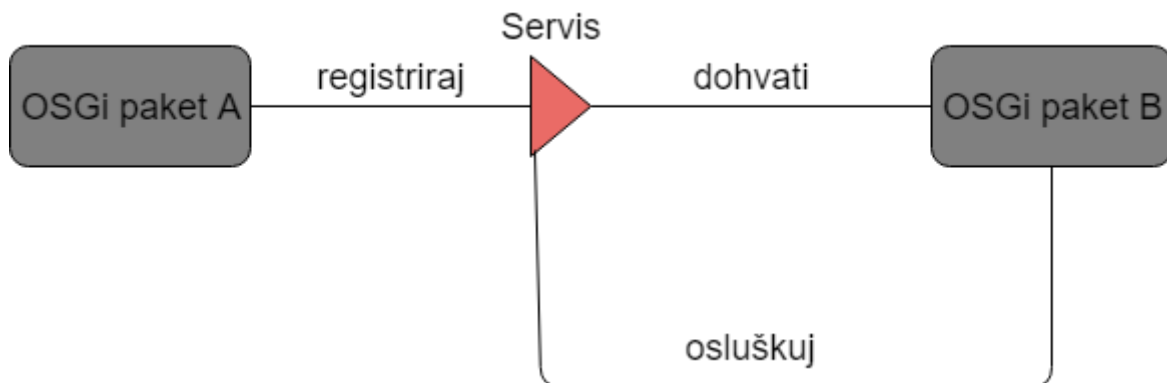 Servis
OSGi paket A
registriraj
dohvati
OSGi paket B
osluškuj